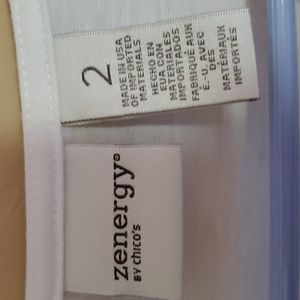 2
MADE IN USA
OF IMPORTED
MATERIALS
HECHO EN
EUA CON
MATERIALES
IMPORTADOS
FABRIQUÉ AUX
É.-U. AVEC
DES
MATÉRIAUX
IMPORTÉS
zenergy®
BY chico's